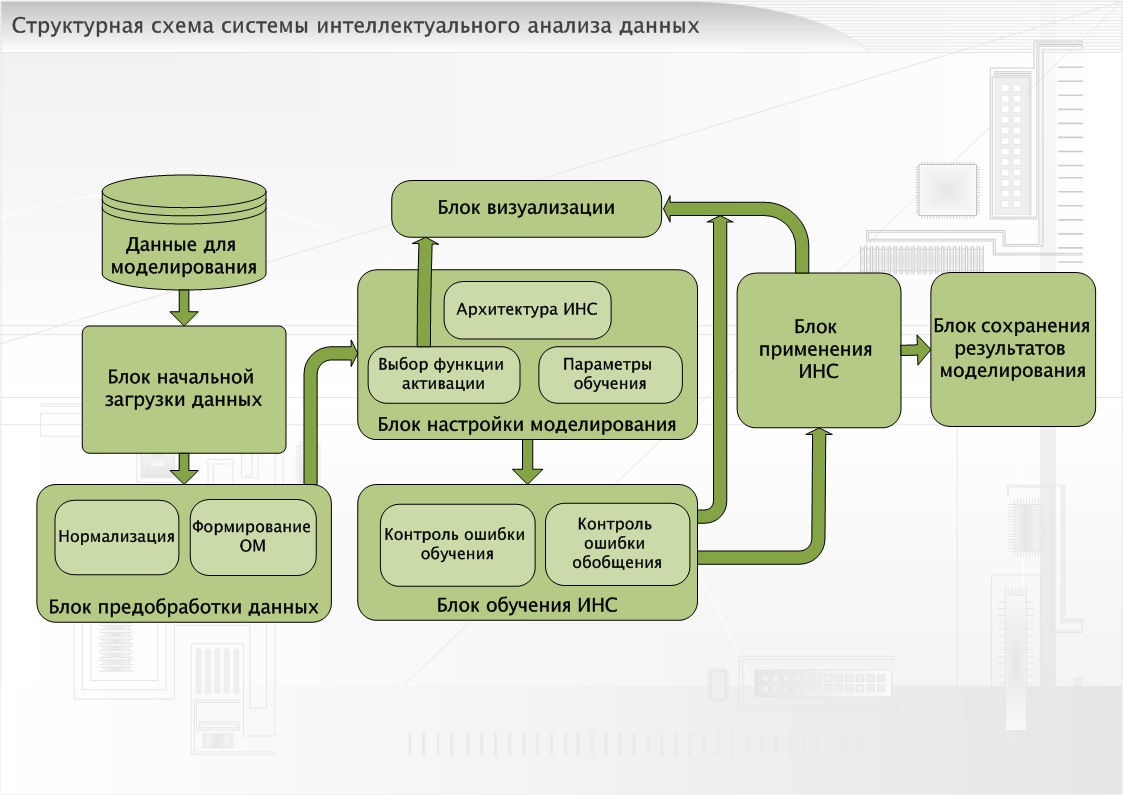 Структурная схема системы интеллектуального анализа данных
Данные для
моделирования
Блок начальной
загрузки данных
Нормализация
Формирование
ОМ
Блок предобработки данных
Блок визуализации
Архитектура ИНС
Выбор функции
активации
Параметры
обучения
Блок настройки моделирования
Контроль ошибки
обучения
Контроль
ошибки
обобщения
Блок обучения ИНС
Блок
применения
ИНС
Блок сохранения
результатов
моделирования